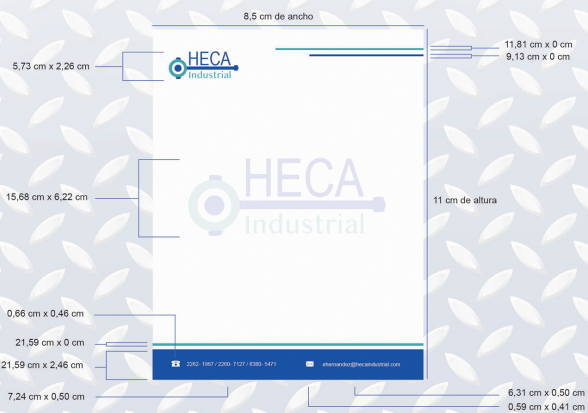 8,5 cm de ancho
11,81 cm x 0 cm
9,13 cm x 0 cm
HECA
Industrial
5,73 cm x 2,26 cm
HECA
Industrial
15,68 cm x 6,22 cm
11 cm de altura
0,66 cm x 0,46 cm
21,59 cm x 0 cm
21,59 cm x 2,46 cm
2262- 1967 / 2260- 7127 / 8380- 5471
ehernandez@hecaindustrial.com
7,24 cm x 0,50 cm
6,31 cm x 0,50 cm
0,59 cm x 0,41 cm